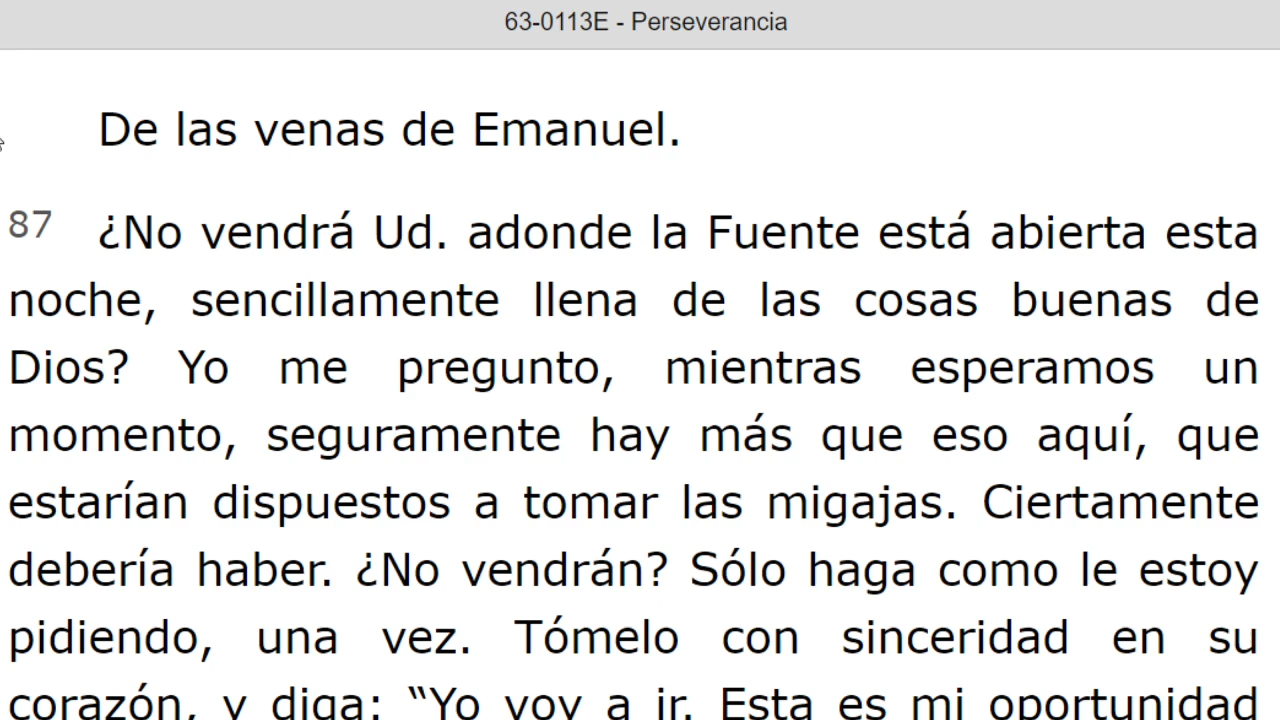 63-0113E - Perseverancia
De las venas de Emanuel.
87 ¿No vendrá Ud. adonde la Fuente está abierta esta
noche, sencillamente llena de las cosas buenas de
Dios? Yo me pregunto, mientras esperamos un
momento, seguramente hay más que eso aquí, que
estarían dispuestos a tomar las migajas. Ciertamente
debería haber. ¿No vendrán? Sólo haga como le estoy
pidiendo, una vez. Tómelo con sinceridad en su
corazón, y diga: “Yo voy a ir. Esta es mi oportunidad